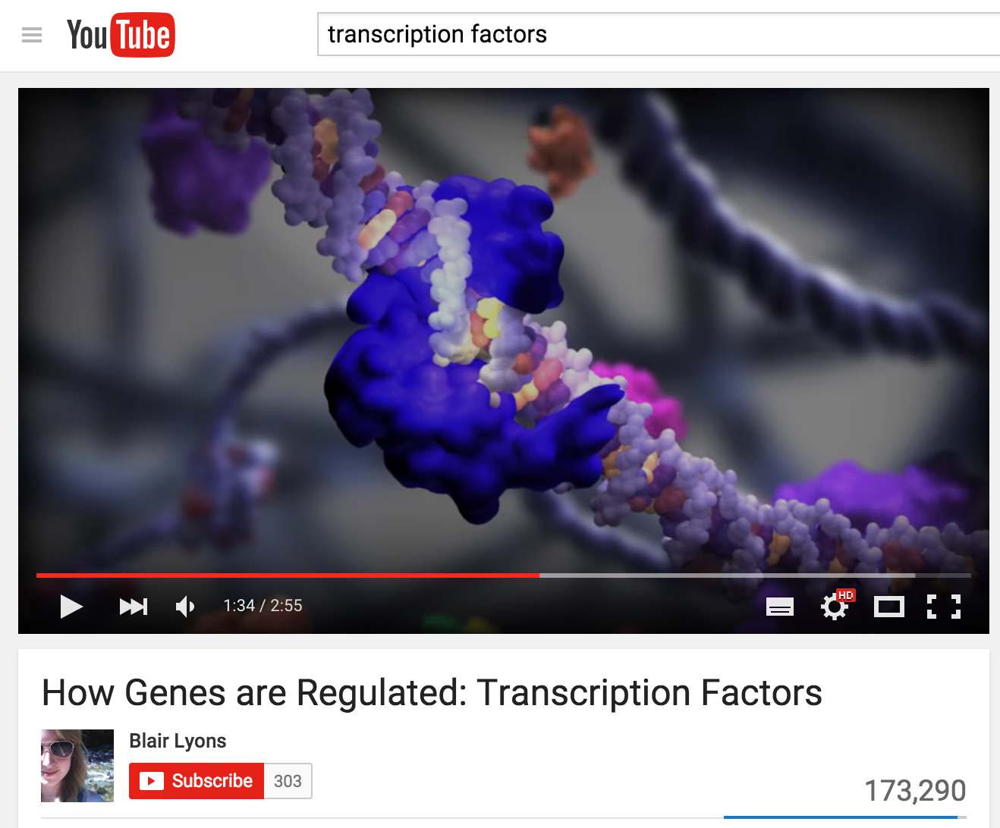 YouTube
transcription factors
1:34 / 2:55
HD
How Genes are Regulated: Transcription Factors
Blair Lyons
Subscribe 303
173,290